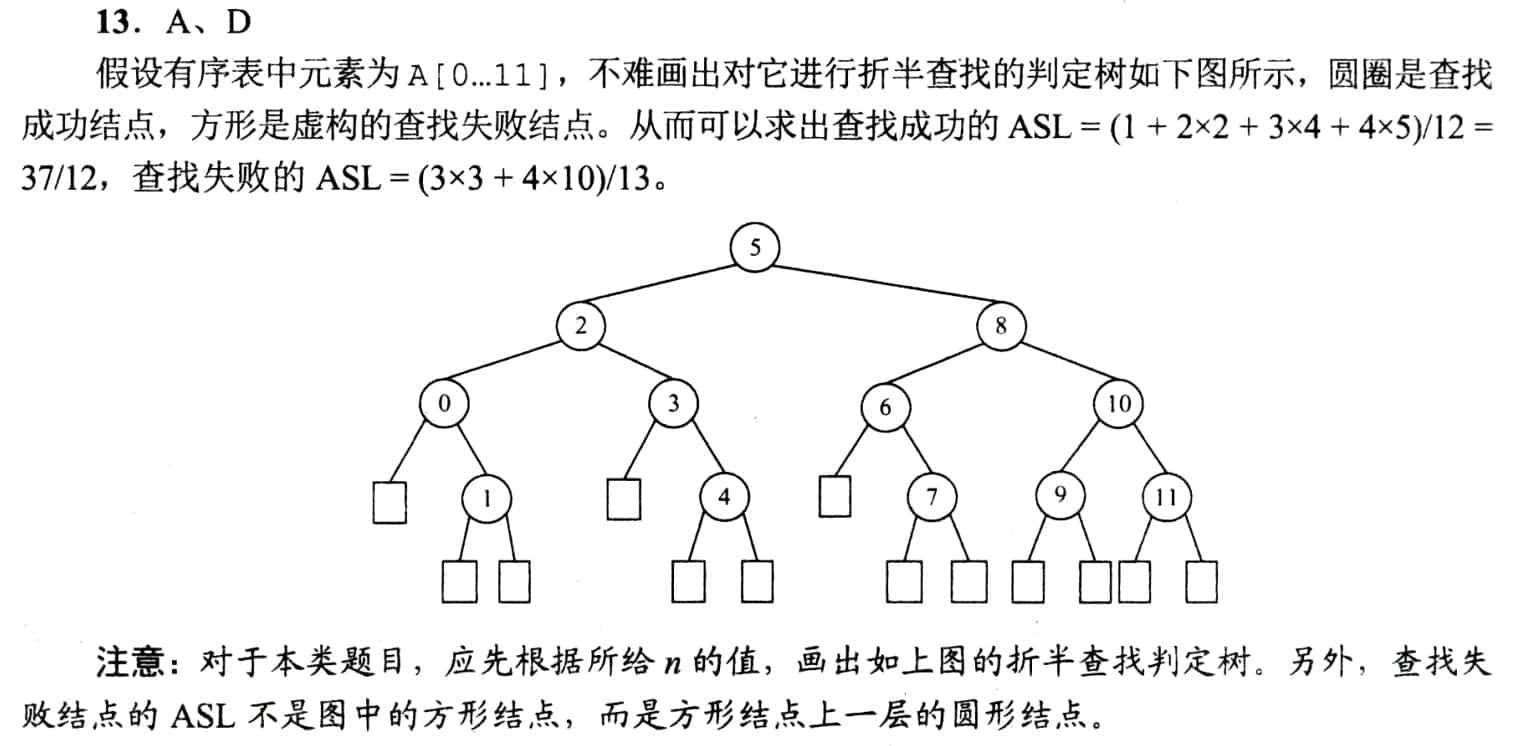 13．A、D
假设有序表中元素为 A[0…11]，不难画出对它进行折半查找的判定树如下图所示，圆圈是查找
成功结点，方形是虚构的查找失败结点。从而可以求出查找成功的 ASL = (1 + 2×2 + 3×4 + 4×5)/12 =
37/12，查找失败的 ASL = (3×3 + 4×10)/13。
5
2 8
0 3 6 10
1 4 7 9 11
注意：对于本类题目，应先根据所给 n 的值，画出如上图的折半查找判定树。另外，查找失
败结点的 ASL 不是图中的方形结点，而是方形结点上一层的圆形结点。